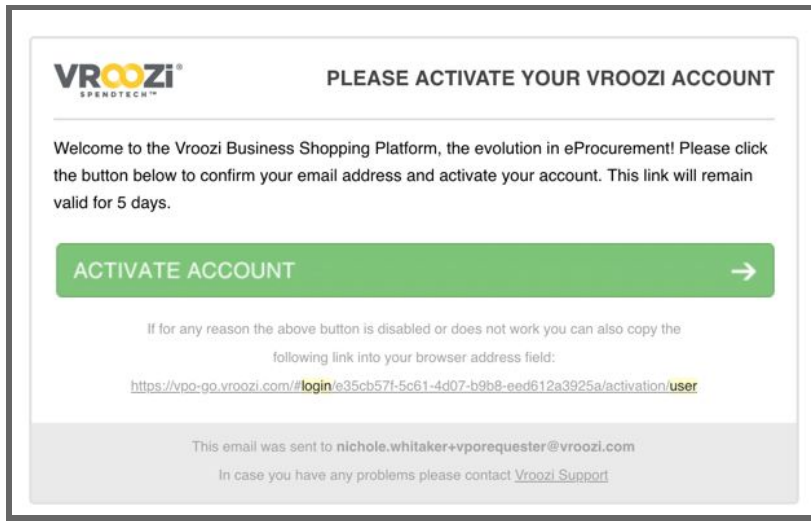 VROOZi®
SPENDTECH™
PLEASE ACTIVATE YOUR VROOZI ACCOUNT
Welcome to the Vroozi Business Shopping Platform, the evolution in eProcurement! Please click
the button below to confirm your email address and activate your account. This link will remain
valid for 5 days.
ACTIVATE ACCOUNT
If for any reason the above button is disabled or does not work you can also copy the
following link into your browser address field:
https://vpo-go.vroozi.com/#login/e35cb57f-5c61-4d07-b9b8-eed612a3925a/activation/user
This email was sent to nichole.whitaker+vporequester@vroozi.com
In case you have any problems please contact Vroozi Support